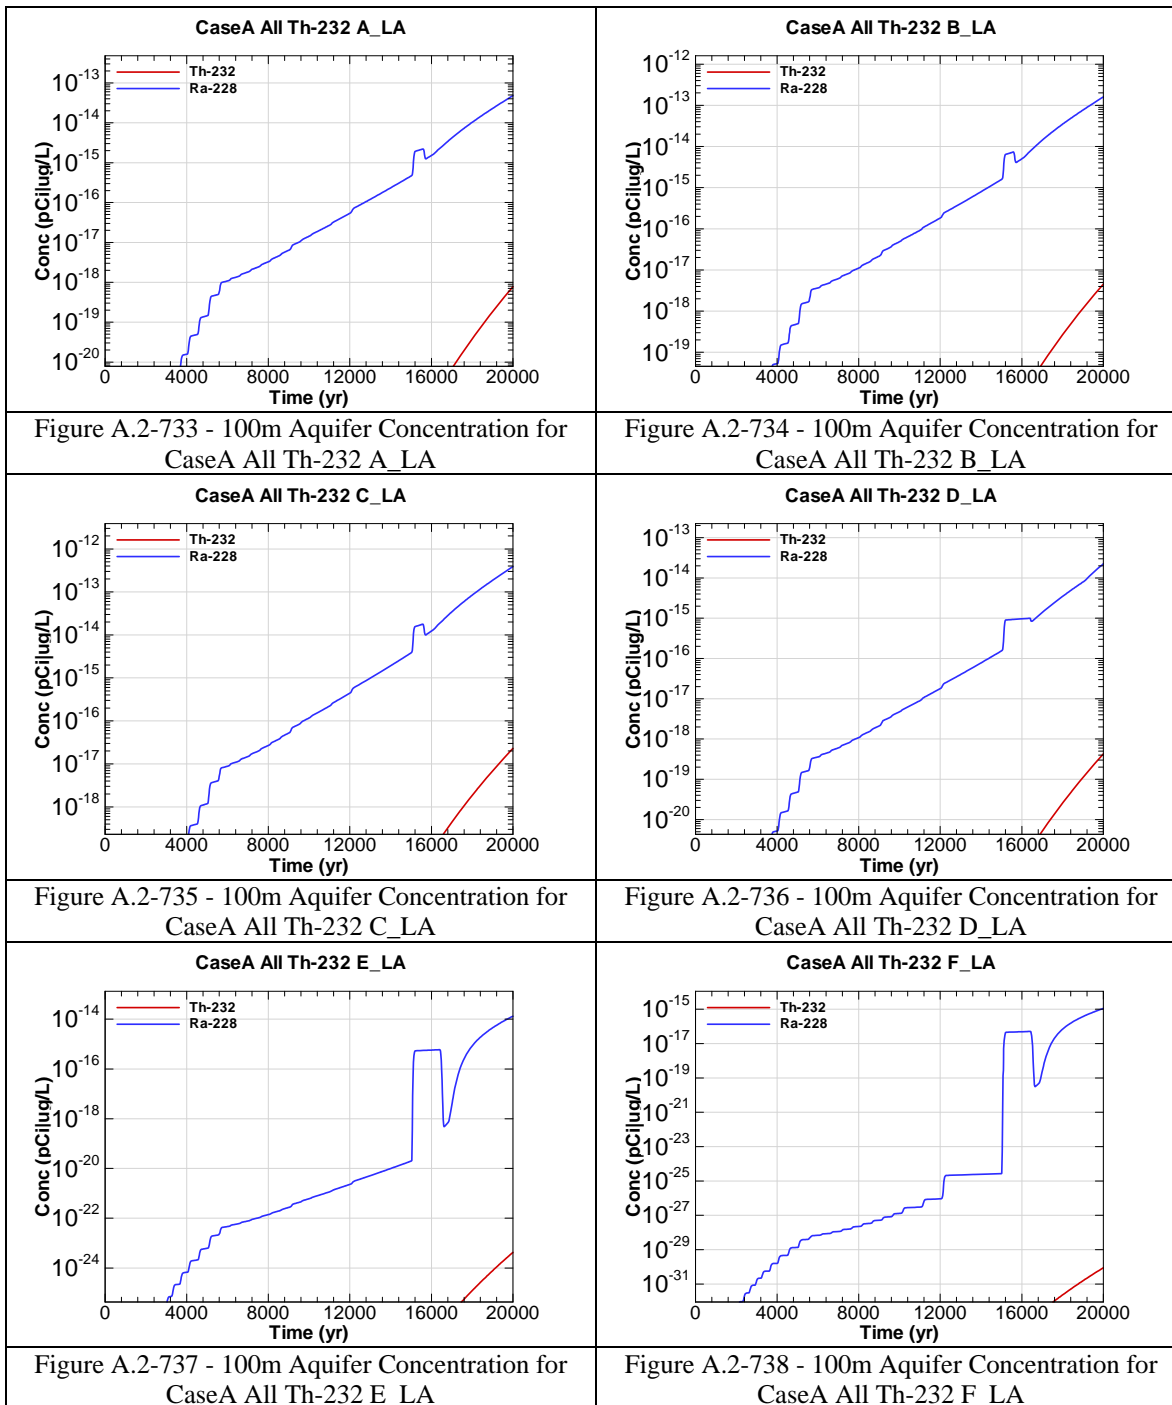 CaseA All Th-232 A_LA
Th-232
Ra-228
Conc (pCi|ug/L)
10-13
10-14
10-15
10-16
10-17
10-18
10-19
10-20
0 4000 8000 12000 16000 20000
Time (yr)
Figure A.2-733 - 100m Aquifer Concentration for
CaseA All Th-232 A_LA
CaseA All Th-232 B_LA
Th-232
Ra-228
Conc (pCi|ug/L)
10-12
10-13
10-14
10-15
10-16
10-17
10-18
10-19
0 4000 8000 12000 16000 20000
Time (yr)
Figure A.2-734 - 100m Aquifer Concentration for
CaseA All Th-232 B_LA
CaseA All Th-232 C_LA
Th-232
Ra-228
Conc (pCi|ug/L)
10-12
10-13
10-14
10-15
10-16
10-17
10-18
0 4000 8000 12000 16000 20000
Time (yr)
Figure A.2-735 - 100m Aquifer Concentration for
CaseA All Th-232 C_LA
CaseA All Th-232 D_LA
Th-232
Ra-228
Conc (pCi|ug/L)
10-13
10-14
10-15
10-16
10-17
10-18
10-19
10-20
0 4000 8000 12000 16000 20000
Time (yr)
Figure A.2-736 - 100m Aquifer Concentration for
CaseA All Th-232 D_LA
CaseA All Th-232 E_LA
Th-232
Ra-228
Conc (pCi|ug/L)
10-14
10-16
10-18
10-20
10-22
10-24
0 4000 8000 12000 16000 20000
Time (yr)
Figure A.2-737 - 100m Aquifer Concentration for
CaseA All Th-232 E_LA
CaseA All Th-232 F_LA
Th-232
Ra-228
Conc (pCi|ug/L)
10-15
10-17
10-19
10-21
10-23
10-25
10-27
10-29
10-31
0 4000 8000 12000 16000 20000
Time (yr)
Figure A.2-738 - 100m Aquifer Concentration for
CaseA All Th-232 F_LA